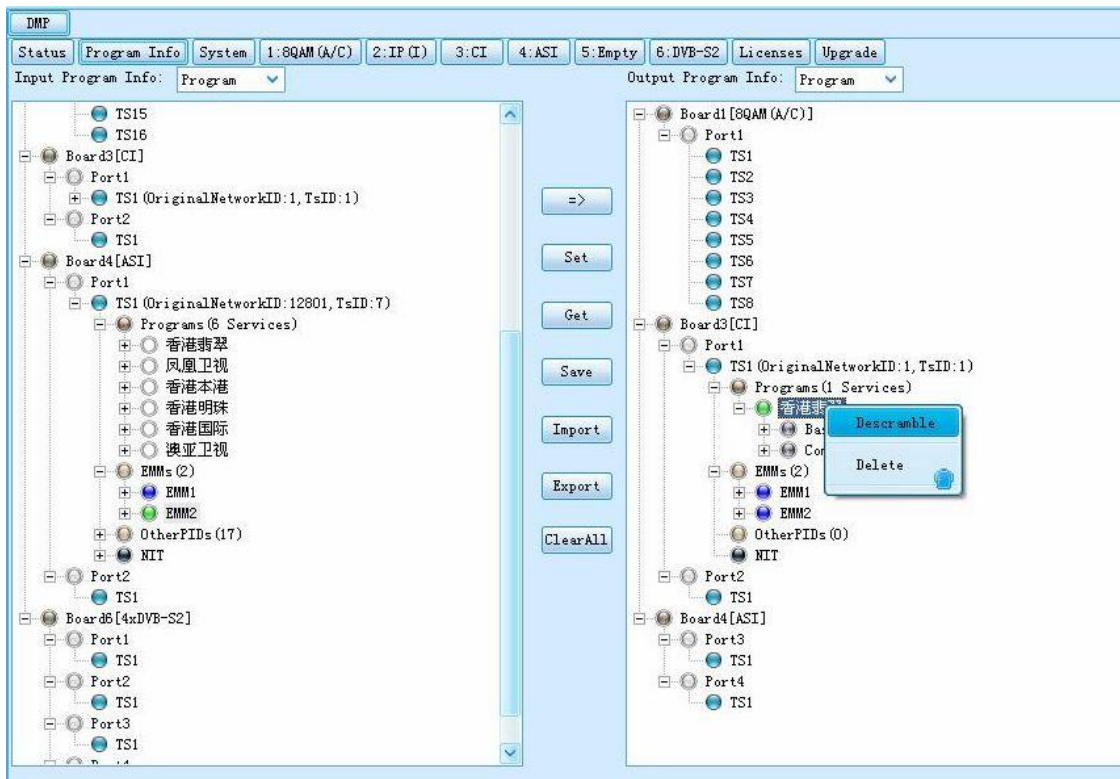 DMP
Status Program Info System 1:8QAM(A/C) 2:IP(I) 3:CI 4:ASI 5:Empty 6:DVB-S2 Licenses Upgrade
Input Program Info: Program
Output Program Info: Program
TS15
TS16
Board3[CI]
Port1
TS1(OriginalNetworkID:1,TsID:1)
Port2
TS1
Board4[ASI]
Port1
TS1(OriginalNetworkID:12801,TsID:7)
Programs(6 Services)
香港翡翠
凤凰卫视
香港本港
香港明珠
香港国际
澳亚卫视
EMMs(2)
EMM1
EMM2
OtherPIDs(17)
NIT
Port2
TS1
Board6[4xDVB-S2]
Port1
TS1
Port2
TS1
Port3
TS1
=>
Set
Get
Save
Import
Export
ClearAll
Board1[8QAM(A/C)]
Port1
TS1
TS2
TS3
TS4
TS5
TS6
TS7
TS8
Board3[CI]
Port1
TS1(OriginalNetworkID:1,TsID:1)
Programs(1 Services)
香港翡翠
Descramble
Delete
Ba
Cor
EMMs(2)
EMM1
EMM2
OtherPIDs(0)
NIT
Port2
TS1
Board4[ASI]
Port3
TS1
Port4
TS1